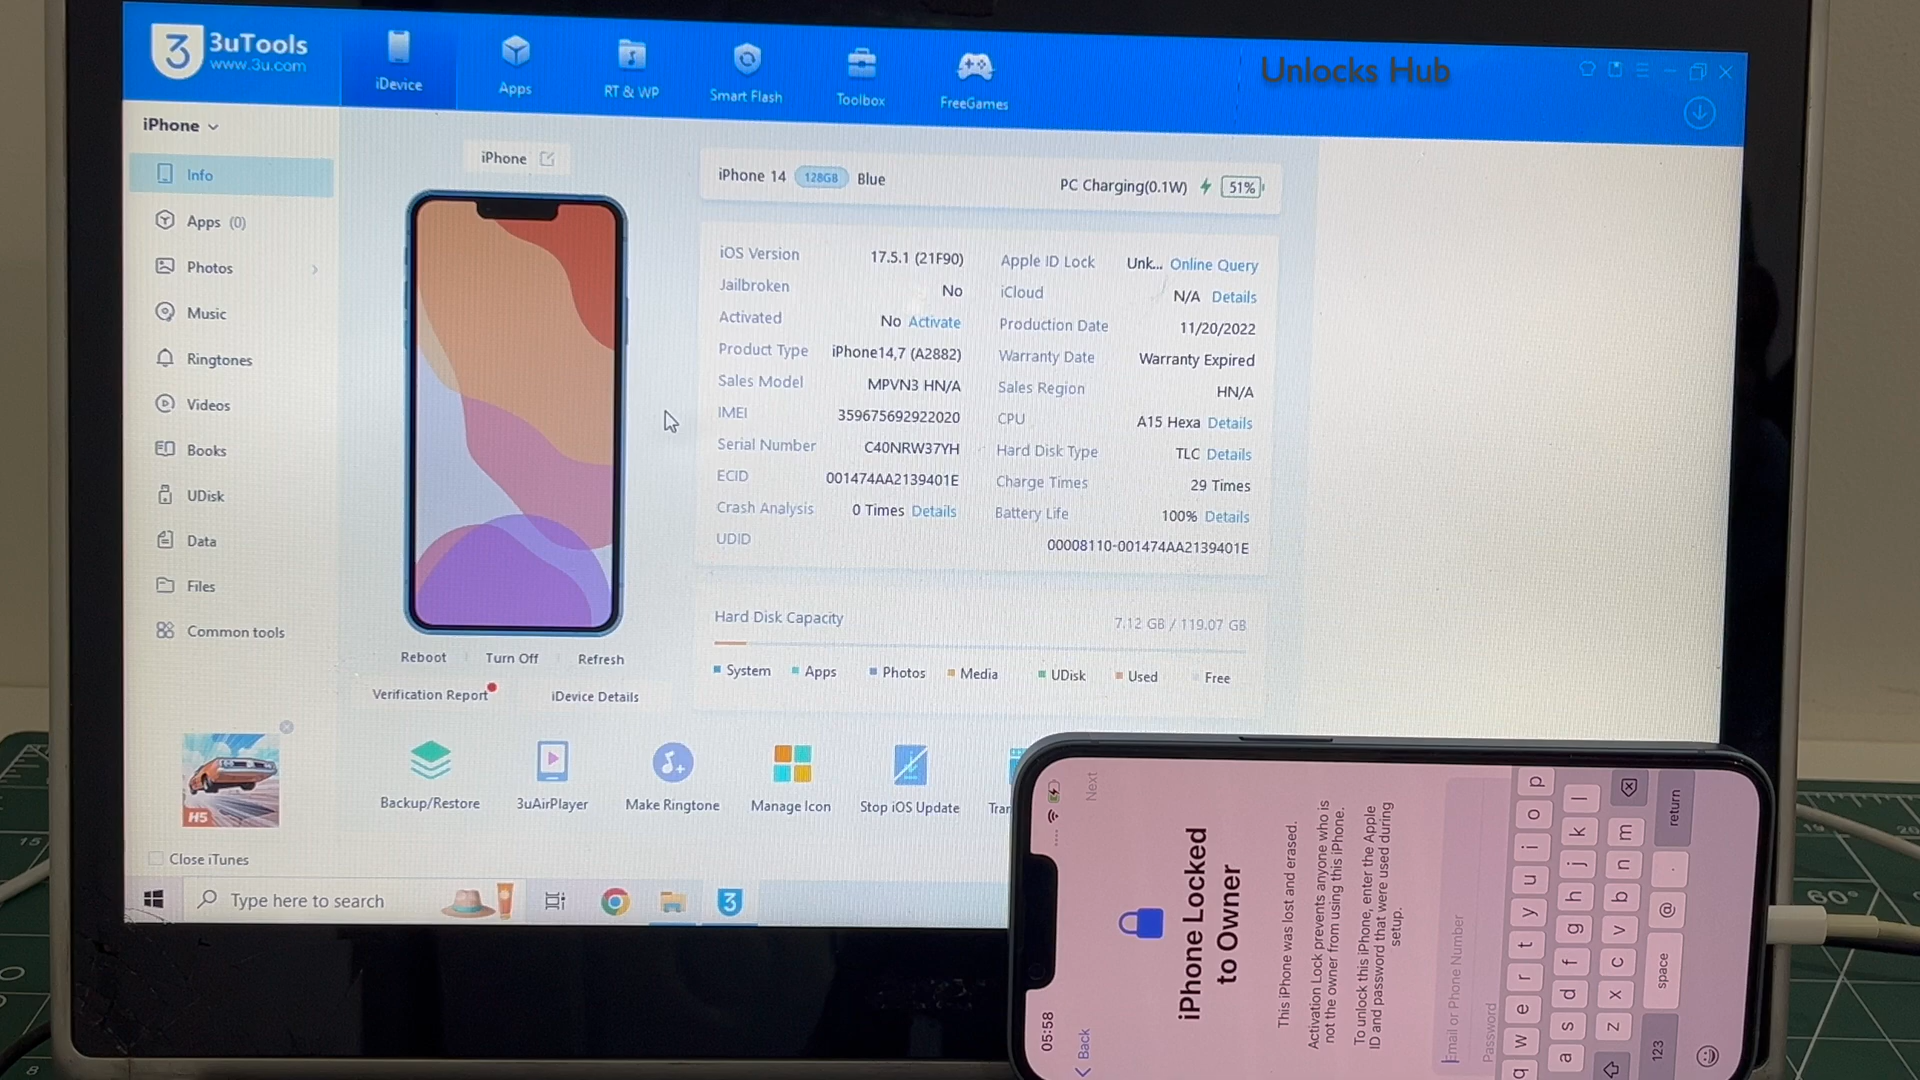 3uTools
www.3u.com
iDevice
Apps
RT & WP
Smart Flash
Toolbox
FreeGames
Unlocks Hub
iPhone
Info
Apps (0)
Photos
Music
Ringtones
Videos
Books
UDisk
Data
Files
Common tools
iPhone
iPhone 14 128GB Blue
PC Charging(0.1W) 51%
iOS Version 17.5.1 (21F90)
Jailbroken No
Activated No Activate
Product Type iPhone14,7 (A2882)
Sales Model MPVN3 HN/A
IMEI 359675692922020
Serial Number C40NRW37YH
ECID 001474AA2139401E
Crash Analysis 0 Times Details
UDID 00008110-001474AA2139401E
Apple ID Lock Unk... Online Query
iCloud N/A Details
Production Date 11/20/2022
Warranty Date Warranty Expired
Sales Region HN/A
CPU A15 Hexa Details
Hard Disk Type TLC Details
Charge Times 29 Times
Battery Life 100% Details
Hard Disk Capacity 7.12 GB / 119.07 GB
System Apps Photos Media UDisk Used Free
Reboot Turn Off Refresh
Verification Report iDevice Details
Backup/Restore
3uAirPlayer
Make Ringtone
Manage Icon
Stop iOS Update
Tran
H5
Close iTunes
Type here to search
3
05:58
Back
Next
iPhone Locked
to Owner
This iPhone was lost and erased.
Activation Lock prevents anyone who is
not the owner from using this iPhone.
To unlock this iPhone, enter the Apple
ID and password that were used during
setup.
Email or Phone Number
Password
q w e r t y u i o p
a s d f g h j k l
z x c v b n m
123 space @ . return
15
60°
8